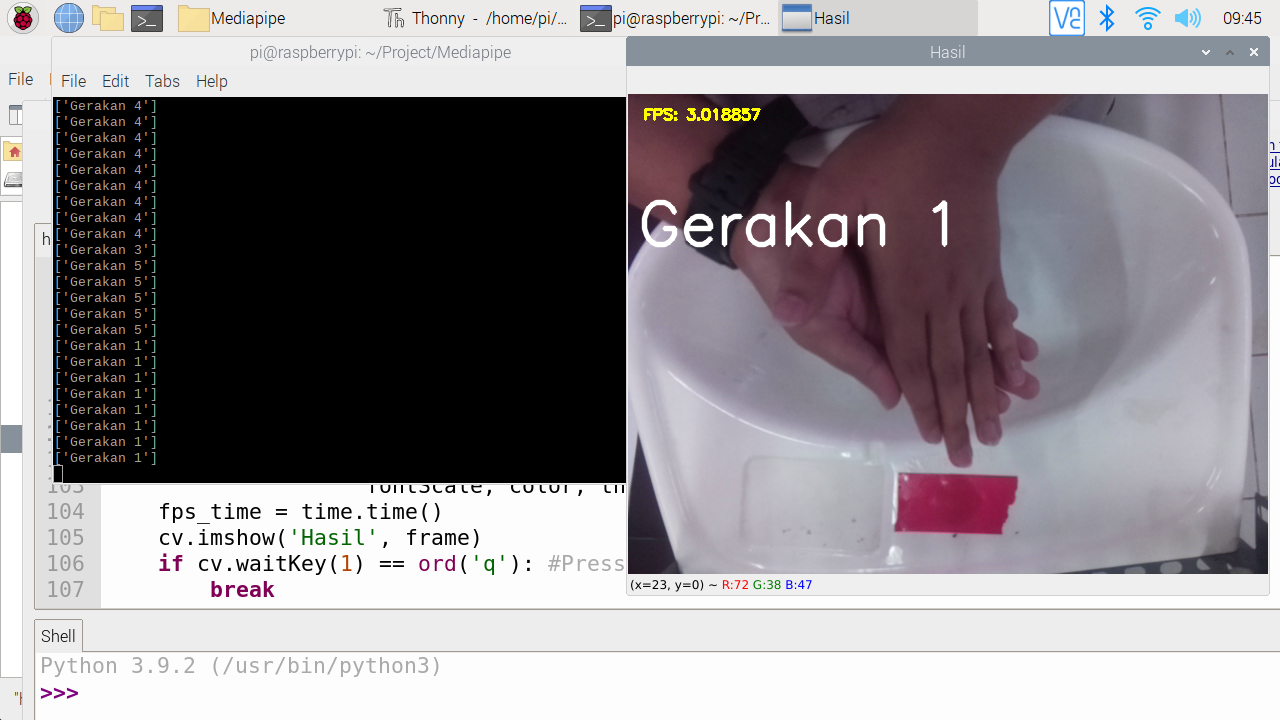 Mediapipe
Thonny - /home/pi/...
pi@raspberrypi: ~/Pr...
Hasil
09:45
pi@raspberrypi: ~/Project/Mediapipe
File Edit Tabs Help
File
['Gerakan 4']
['Gerakan 4']
['Gerakan 4']
['Gerakan 4']
['Gerakan 4']
['Gerakan 4']
['Gerakan 4']
['Gerakan 4']
['Gerakan 4']
['Gerakan 3']
['Gerakan 5']
['Gerakan 5']
['Gerakan 5']
['Gerakan 5']
['Gerakan 5']
['Gerakan 1']
['Gerakan 1']
['Gerakan 1']
['Gerakan 1']
['Gerakan 1']
['Gerakan 1']
['Gerakan 1']
['Gerakan 1']
Hasil
FPS: 3.018857
Gerakan 1
(x=23, y=0) ~ R:72 G:38 B:47
103 fontScale, color, th
104 fps_time = time.time()
105 cv.imshow('Hasil', frame)
106 if cv.waitKey(1) == ord('q'): #Press
107 break
Shell
Python 3.9.2 (/usr/bin/python3)
>>>